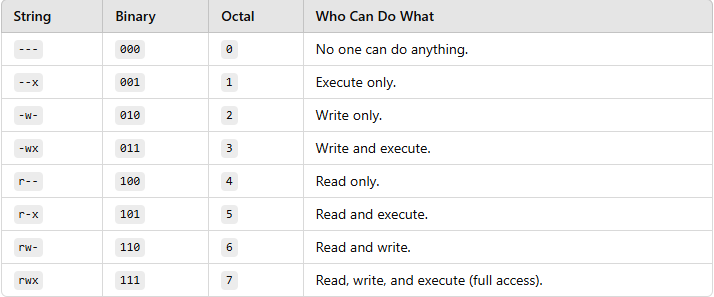 String Binary Octal Who Can Do What
--- 000 0 No one can do anything.
--x 001 1 Execute only.
-w- 010 2 Write only.
-wx 011 3 Write and execute.
r-- 100 4 Read only.
r-x 101 5 Read and execute.
rw- 110 6 Read and write.
rwx 111 7 Read, write, and execute (full access).